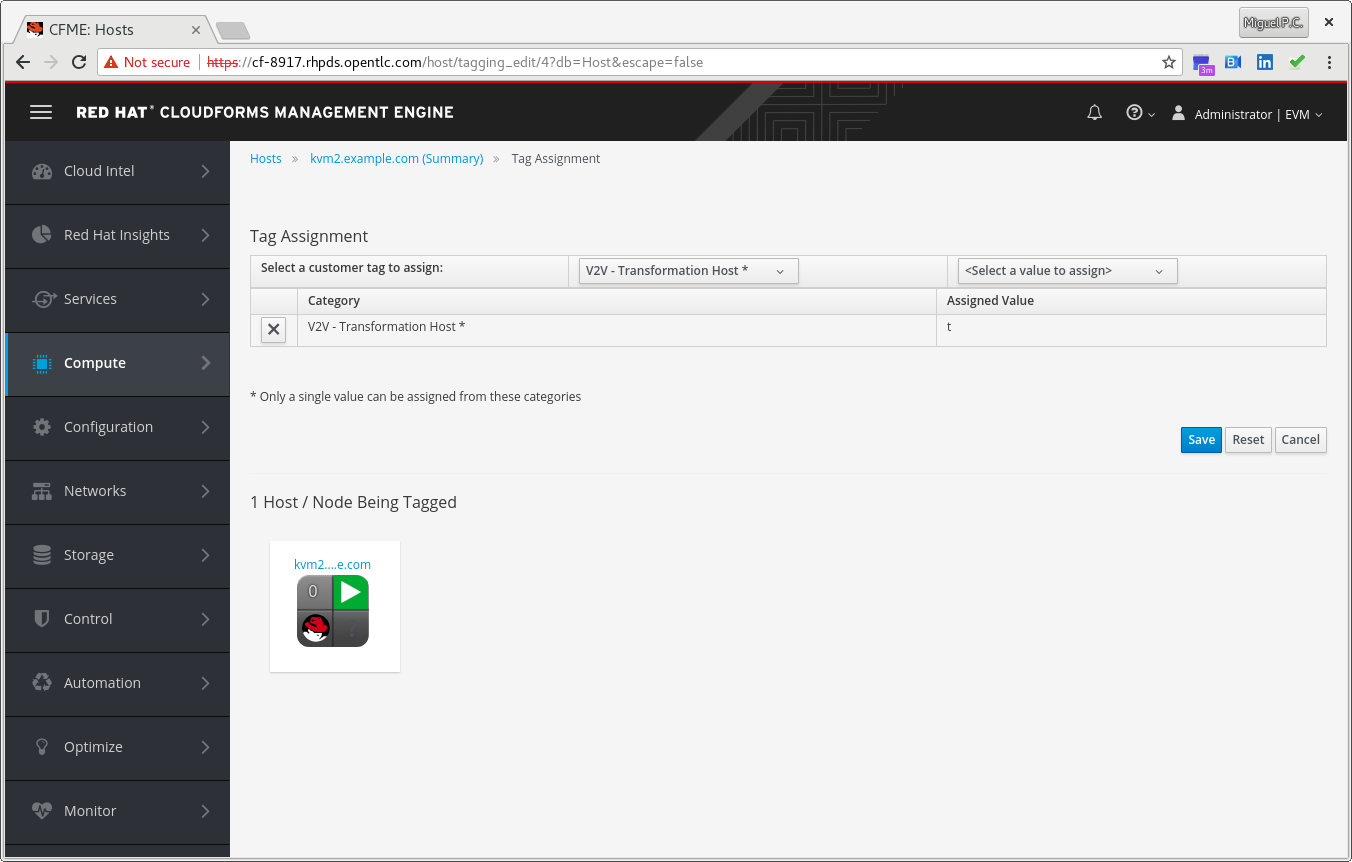 CFME: Hosts
Miguel P.C.
Not secure https://cf-8917.rhpds.opentlc.com/host/tagging_edit/4?db=Host&escape=false
3m
B
in
RED HAT® CLOUDFORMS MANAGEMENT ENGINE
Administrator | EVM
Cloud Intel
Red Hat Insights
Services
Compute
Configuration
Networks
Storage
Control
Automation
Optimize
Monitor
Hosts » kvm2.example.com (Summary) » Tag Assignment
Tag Assignment
Select a customer tag to assign: V2V - Transformation Host * <Select a value to assign>
Category Assigned Value
V2V - Transformation Host * t
* Only a single value can be assigned from these categories
Save Reset Cancel
1 Host / Node Being Tagged
kvm2....e.com
0